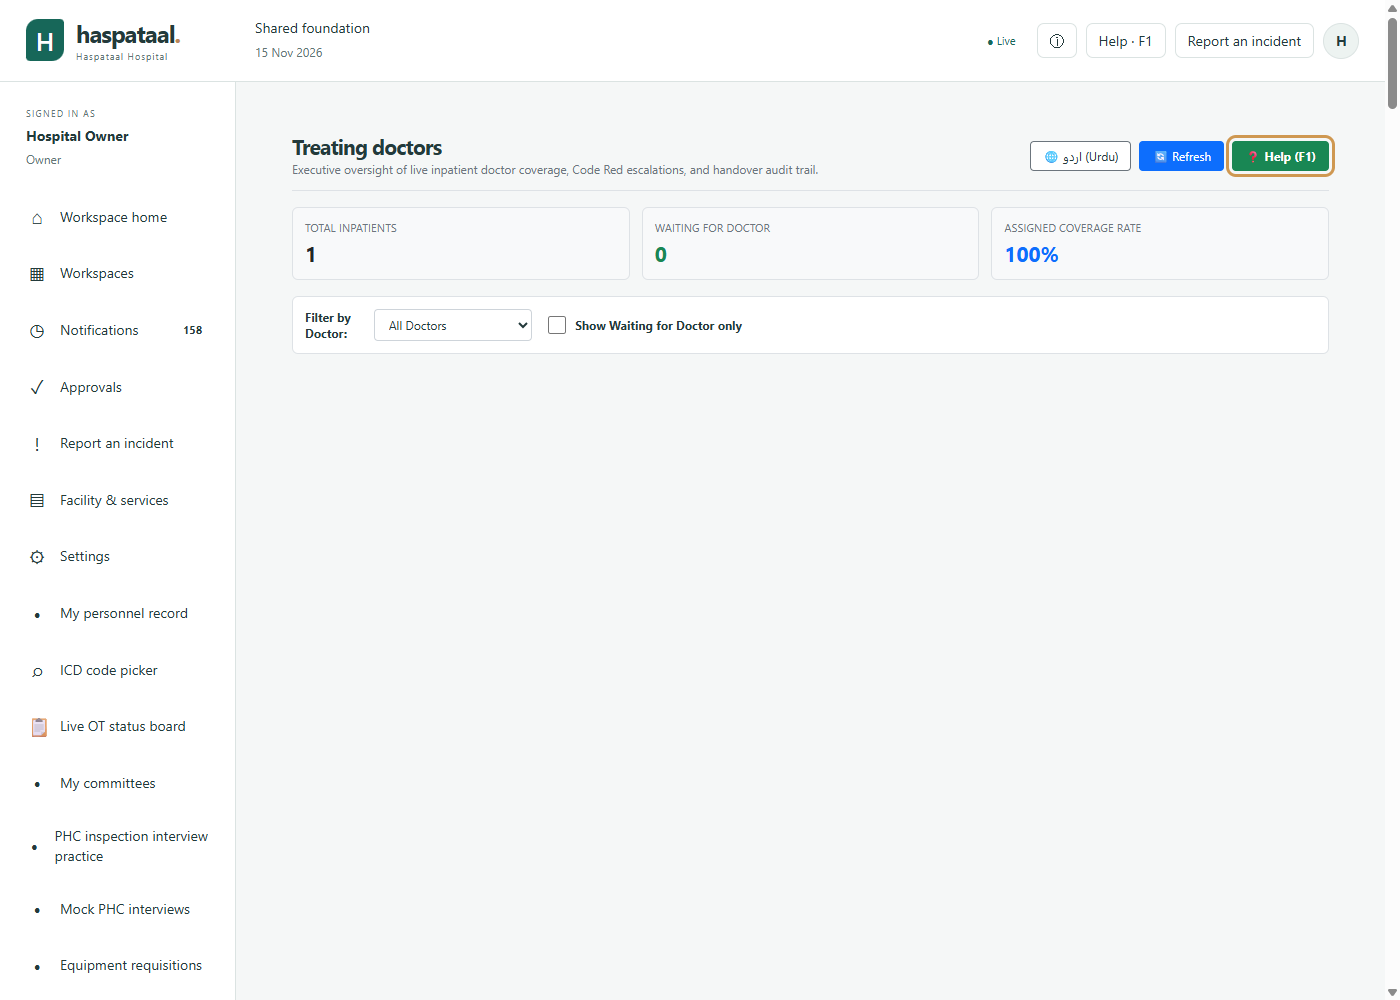 H
haspataal.
Haspataal Hospital
Shared foundation
15 Nov 2026
● Live
Help · F1
Report an incident
H
SIGNED IN AS
Hospital Owner
Owner
Workspace home
Workspaces
Notifications 158
Approvals
Report an incident
Facility & services
Settings
My personnel record
ICD code picker
Live OT status board
My committees
PHC inspection interview
practice
Mock PHC interviews
Equipment requisitions
Treating doctors
Executive oversight of live inpatient doctor coverage, Code Red escalations, and handover audit trail.
اردو (Urdu)
Refresh
❓ Help (F1)
TOTAL INPATIENTS
1
WAITING FOR DOCTOR
0
ASSIGNED COVERAGE RATE
100%
Filter by
Doctor:
All Doctors
Show Waiting for Doctor only